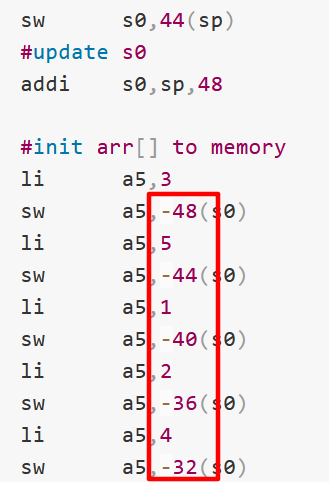 sw s0,44(sp)
#update s0
addi s0,sp,48
#init arr[] to memory
li a5,3
sw a5,-48(s0)
li a5,5
sw a5,-44(s0)
li a5,1
sw a5,-40(s0)
li a5,2
sw a5,-36(s0)
li a5,4
sw a5,-32(s0)